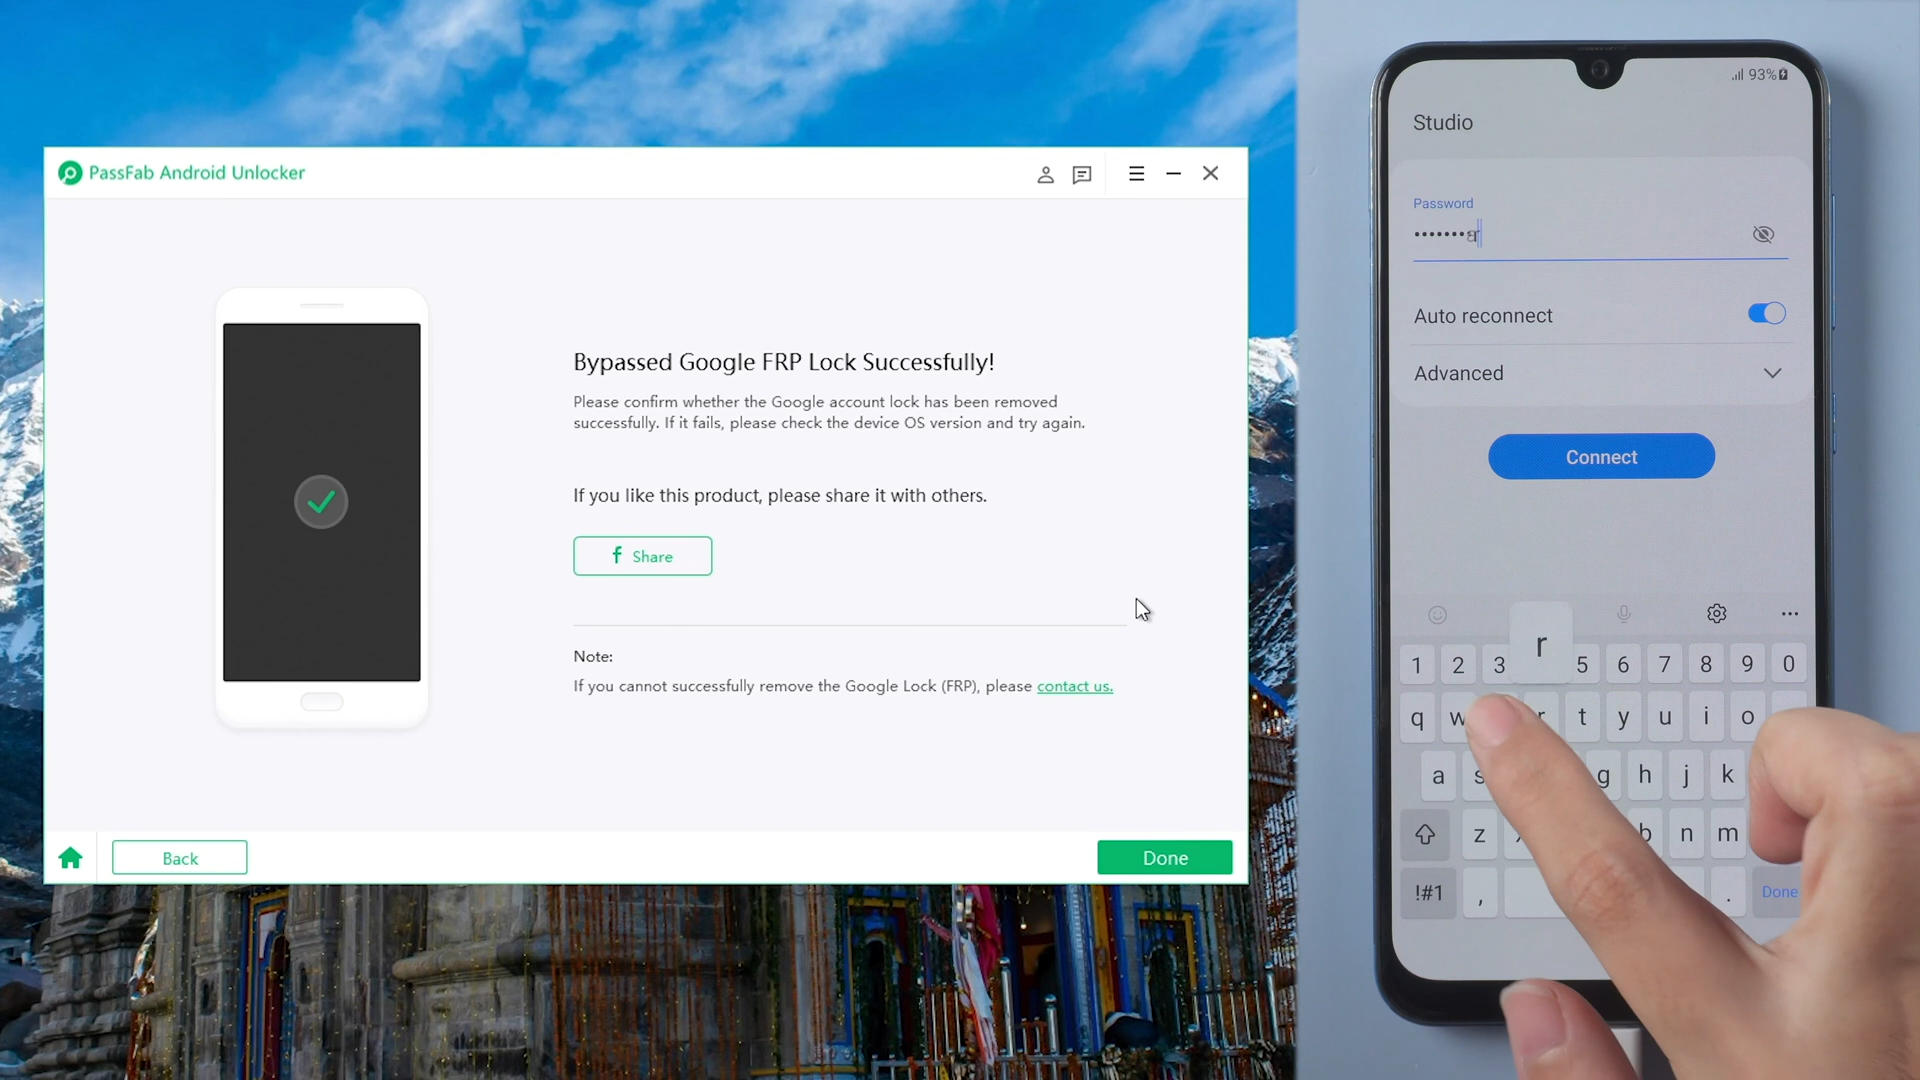 PassFab Android Unlocker
Bypassed Google FRP Lock Successfully!
Please confirm whether the Google account lock has been removed
successfully. If it fails, please check the device OS version and try again.
If you like this product, please share it with others.
f Share
Note:
If you cannot successfully remove the Google Lock (FRP), please contact us.
Back
Done
93%
Studio
Password
Auto reconnect
Advanced
Connect
r
1 2 3 5 6 7 8 9 0
q w r t y u i o
a s g h j k
z b n m
!#1 , . Done